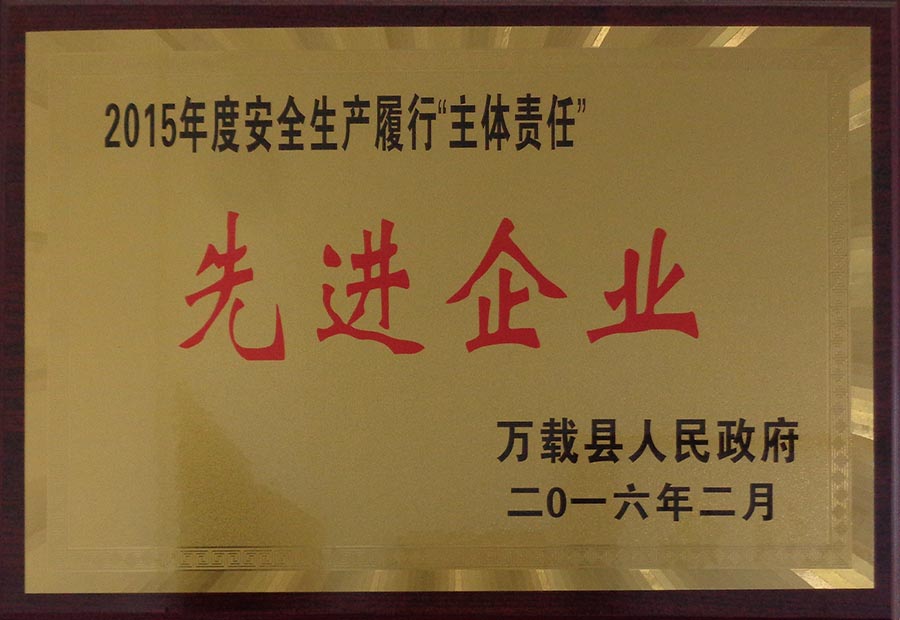 2015年度安全生产履行“主体责任”
先进企业
万载县人民政府
二0一六年二月